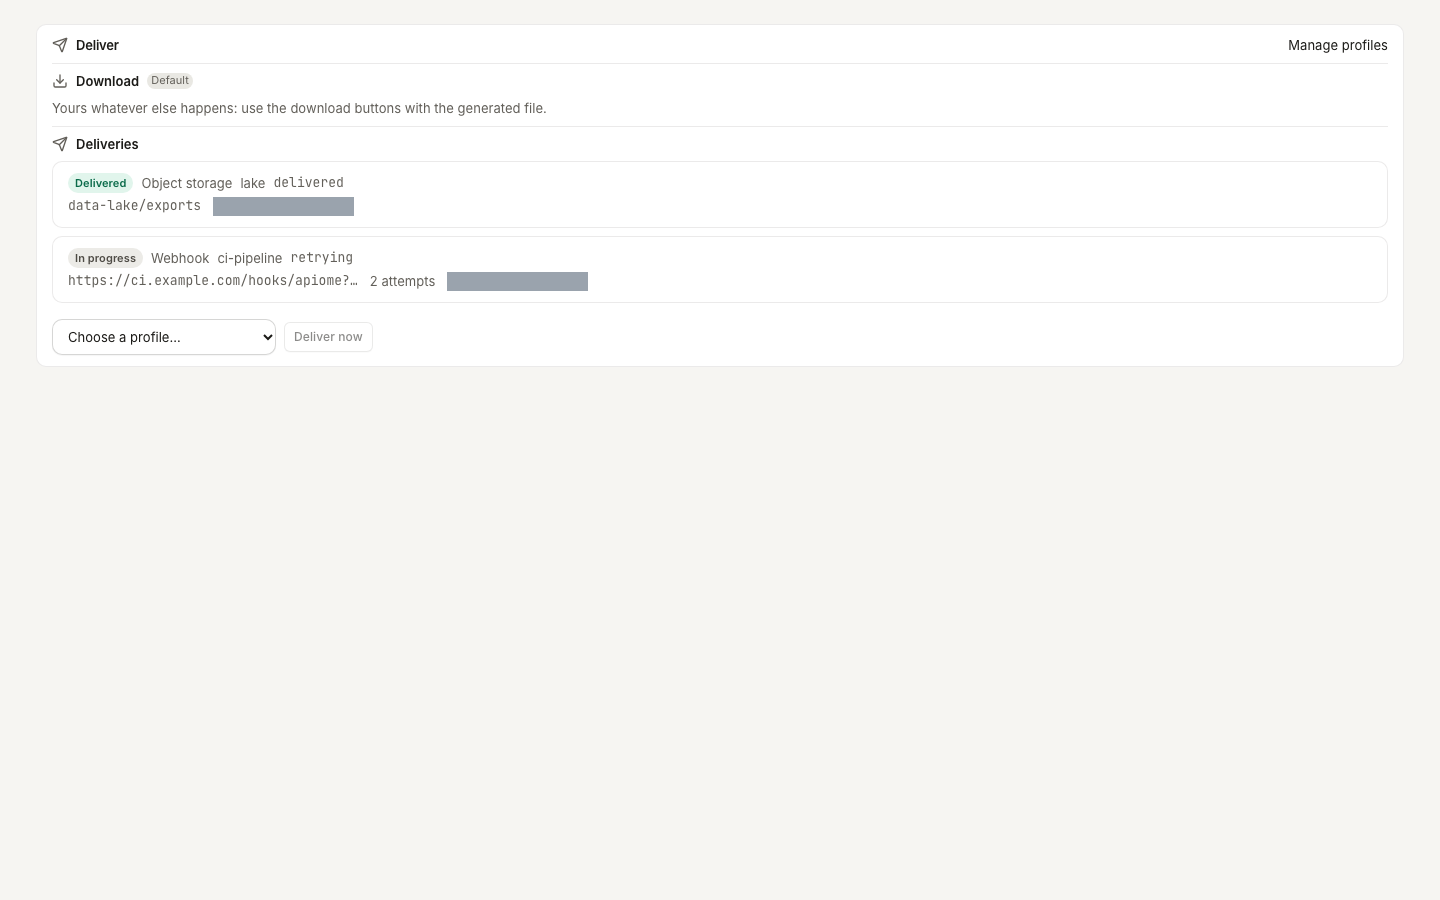 Deliver
Manage profiles
Download Default
Yours whatever else happens: use the download buttons with the generated file.
Deliveries
Delivered Object storage lake delivered
data-lake/exports
In progress Webhook ci-pipeline retrying
https://ci.example.com/hooks/apiome?… 2 attempts
Choose a profile...
Deliver now